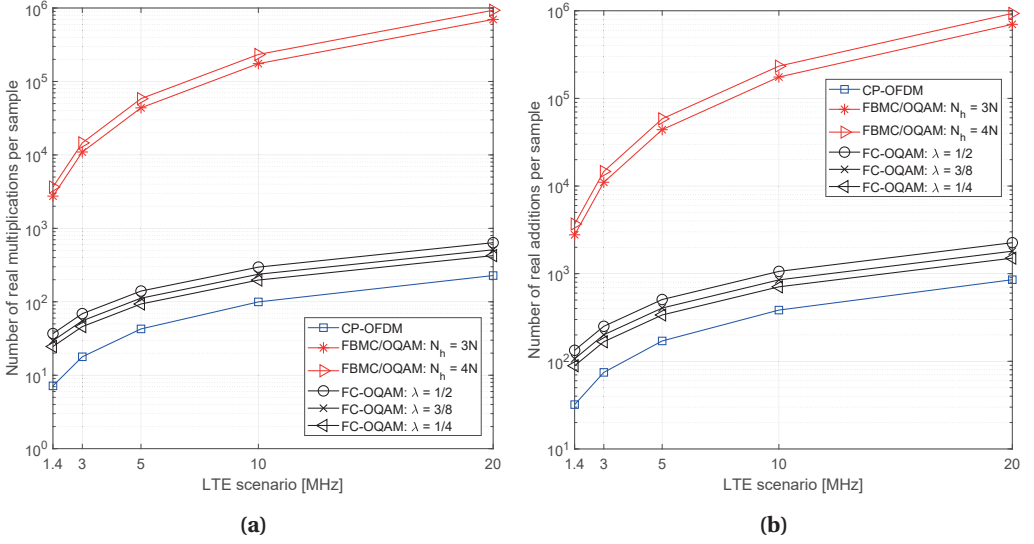 Number of real multiplications per sample
10^6
10^5
10^4
10^3
10^2
10^1
10^0
1.4 3 5 10 20
LTE scenario [MHz]
CP-OFDM
FBMC/OQAM: N_h = 3N
FBMC/OQAM: N_h = 4N
FC-OQAM: λ = 1/2
FC-OQAM: λ = 3/8
FC-OQAM: λ = 1/4
(a)
Number of real additions per sample
10^6
10^5
10^4
10^3
10^2
10^1
1.4 3 5 10 20
LTE scenario [MHz]
CP-OFDM
FBMC/OQAM: N_h = 3N
FBMC/OQAM: N_h = 4N
FC-OQAM: λ = 1/2
FC-OQAM: λ = 3/8
FC-OQAM: λ = 1/4
(b)